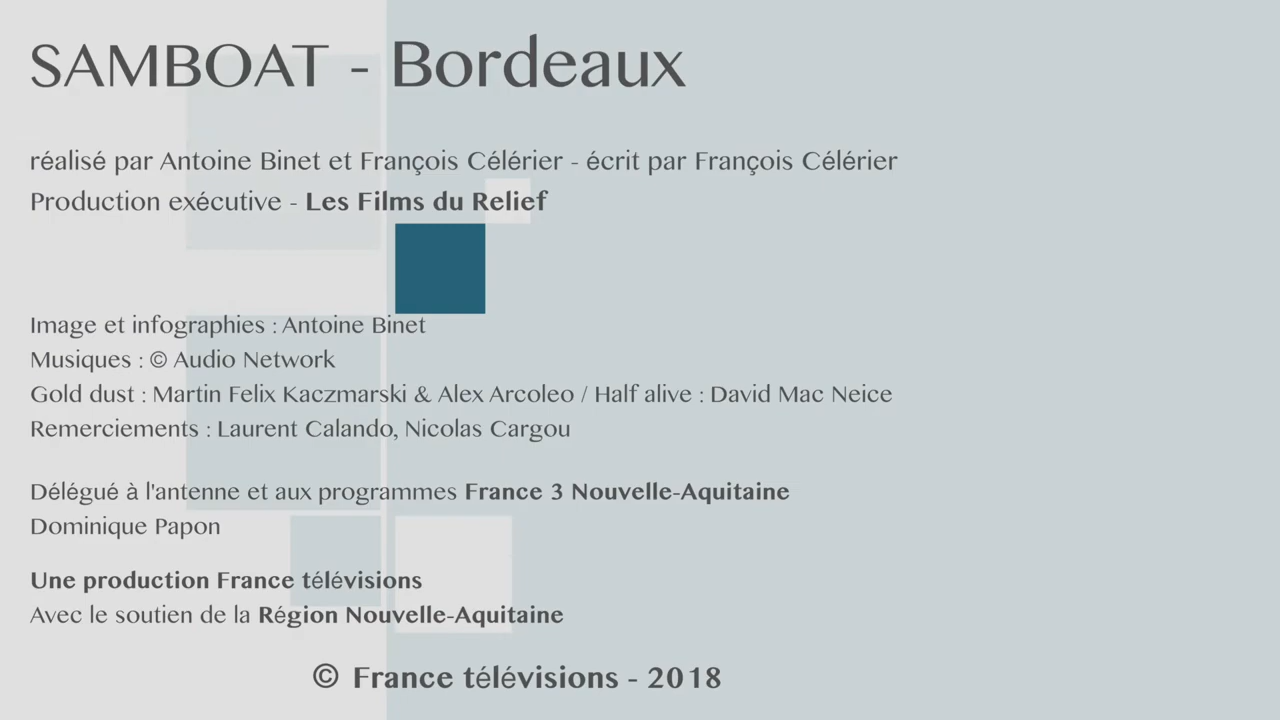 SAMBOAT - Bordeaux
réalisé par Antoine Binet et François Célérier - écrit par François Célérier
Production exécutive - Les Films du Relief
Image et infographies : Antoine Binet
Musiques : © Audio Network
Gold dust : Martin Felix Kaczmarski & Alex Arcoleo / Half alive : David Mac Neice
Remerciements : Laurent Calando, Nicolas Cargou
Délégué à l'antenne et aux programmes France 3 Nouvelle-Aquitaine
Dominique Papon
Une production France télévisions
Avec le soutien de la Région Nouvelle-Aquitaine
© France télévisions - 2018